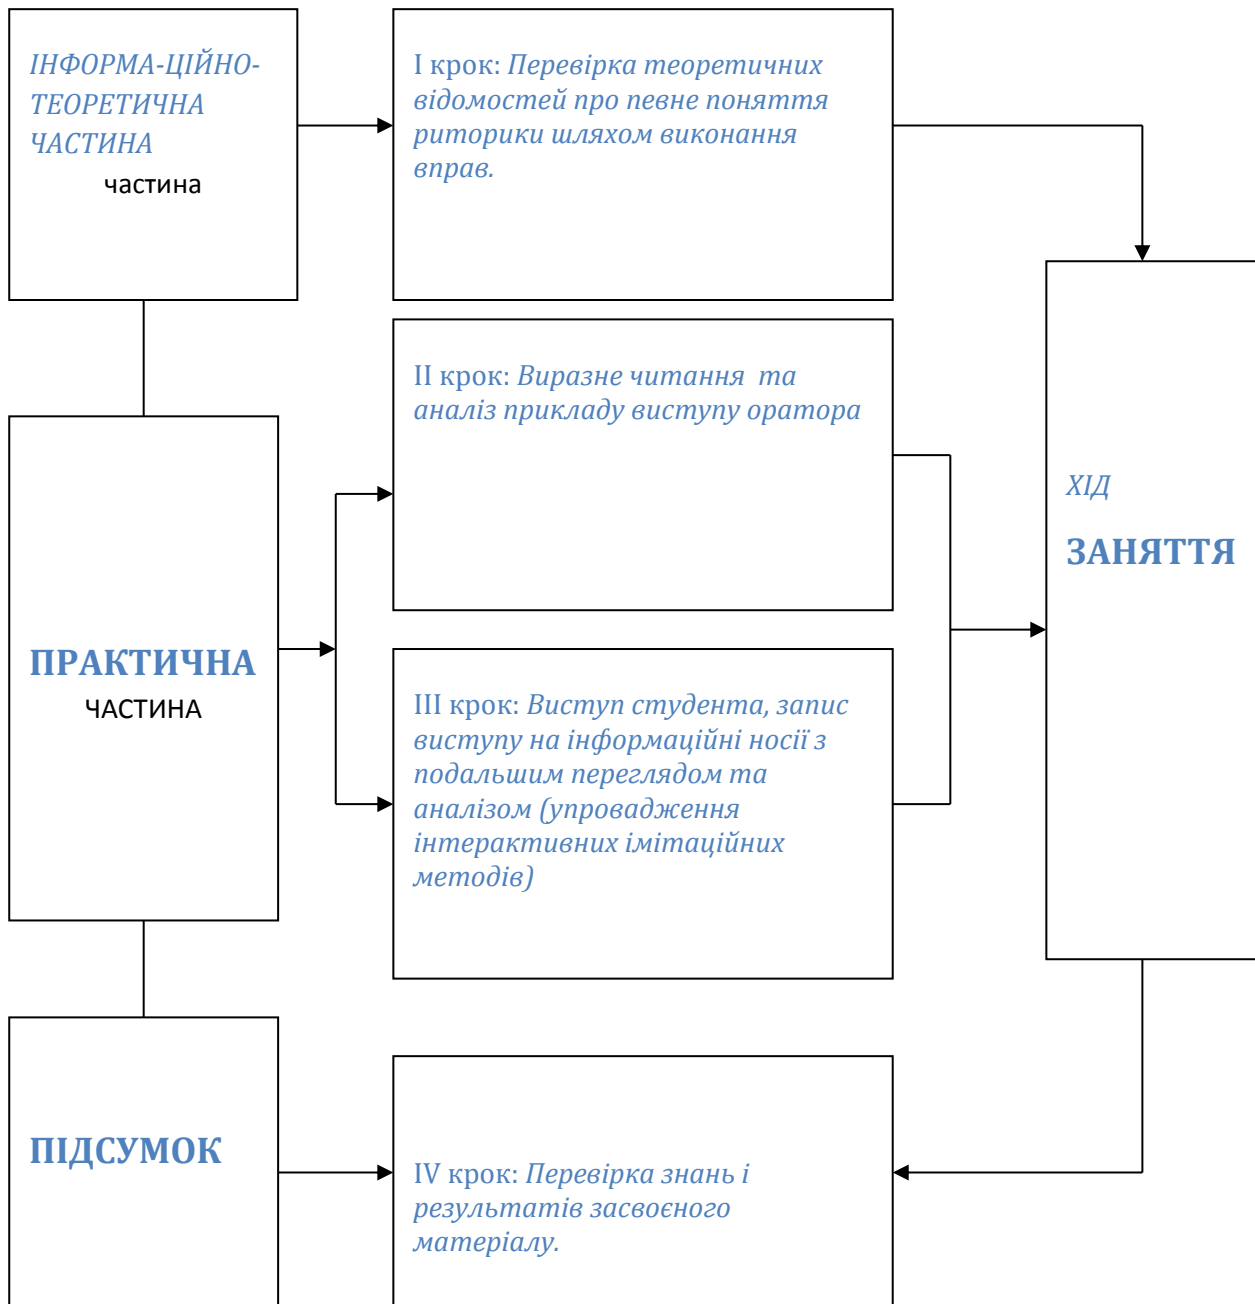 ІНФОРМА-ЦІЙНО-
ТЕОРЕТИЧНА
ЧАСТИНА
частина
І крок: Перевірка теоретичних
відомостей про певне поняття
риторики шляхом виконання
вправ.
ІІ крок: Виразне читання  та
аналіз прикладу виступу оратора
ХІД
ЗАНЯТТЯ
ПРАКТИЧНА
ЧАСТИНА
ІІІ крок: Виступ студента, запис
виступу на інформаційні носії з
подальшим переглядом та
аналізом (упровадження
інтерактивних імітаційних
методів)
ПІДСУМОК
IV крок: Перевірка знань і
результатів засвоєного
матеріалу.